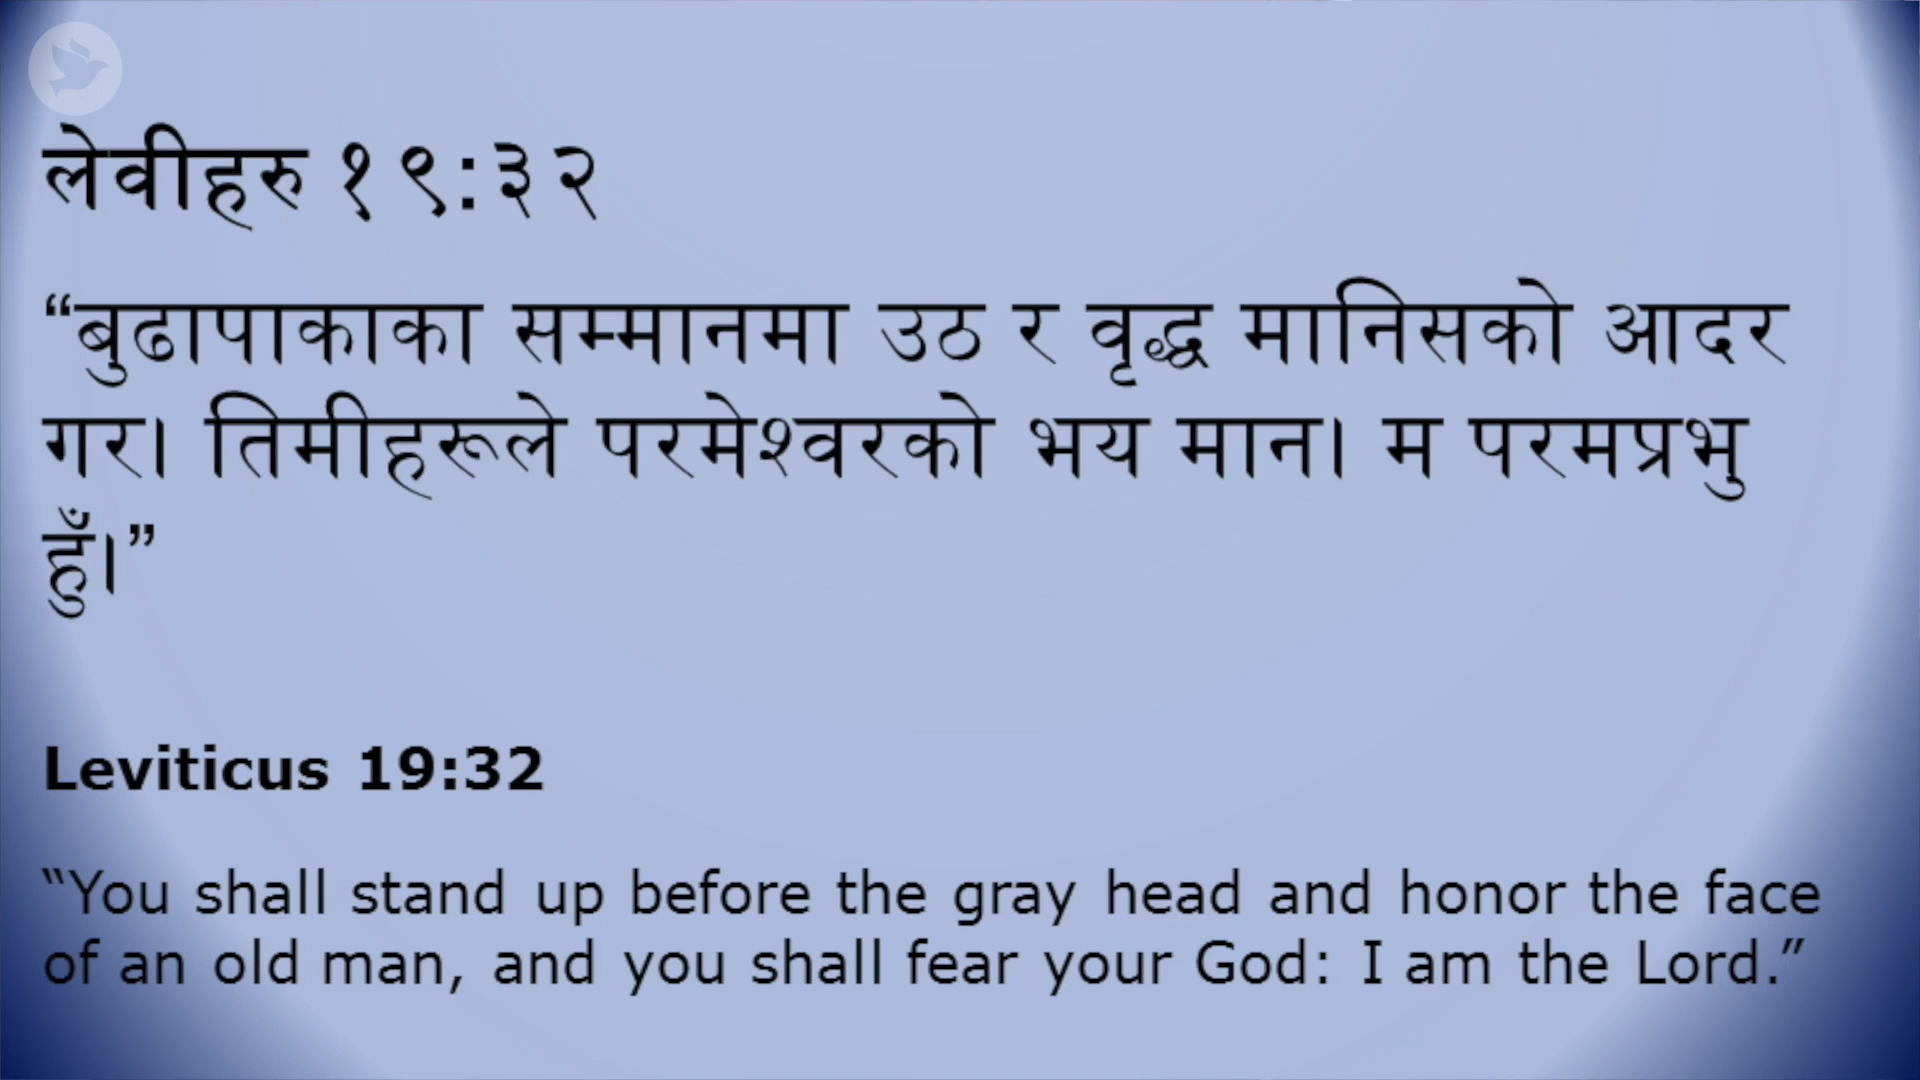 लेवीहरु १९:३२
“बुढापाकाका सम्मानमा उठ र वृद्ध मानिसको आदर
गर। तिमीहरूले परमेश्वरको भय मान। म परमप्रभु
हुँ।”
Leviticus 19:32
“You shall stand up before the gray head and honor the face
of an old man, and you shall fear your God: I am the Lord.”